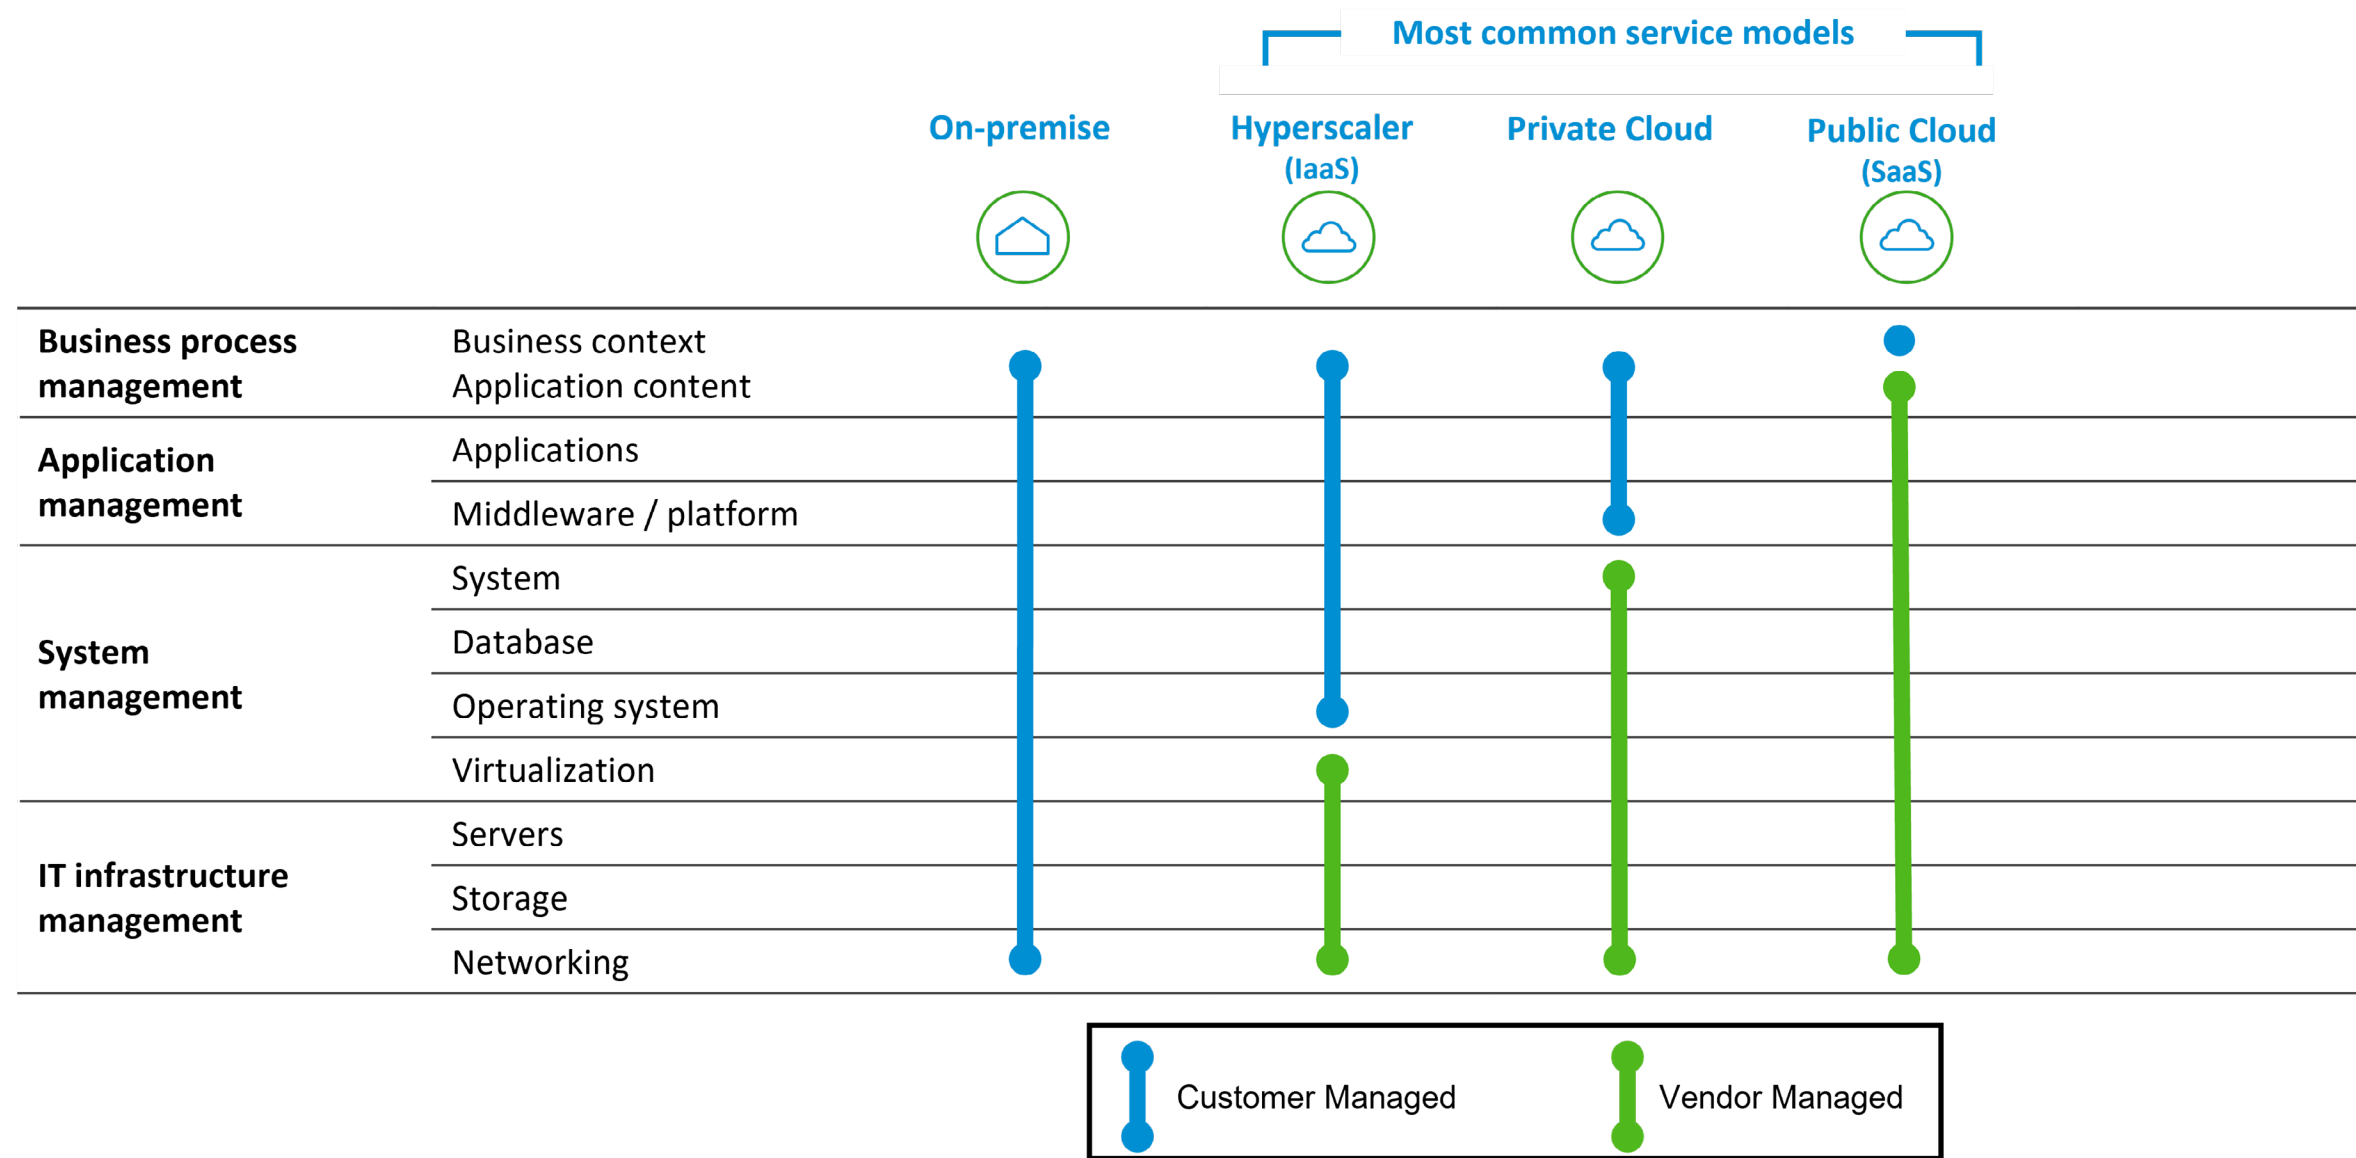 Most common service models
On-premise
Hyperscaler
(IaaS)
Private Cloud
Public Cloud
(SaaS)
Business process
management
Business context
Application content
Application
management
Applications
Middleware / platform
System
management
System
Database
Operating system
Virtualization
IT infrastructure
management
Servers
Storage
Networking
Customer Managed
Vendor Managed